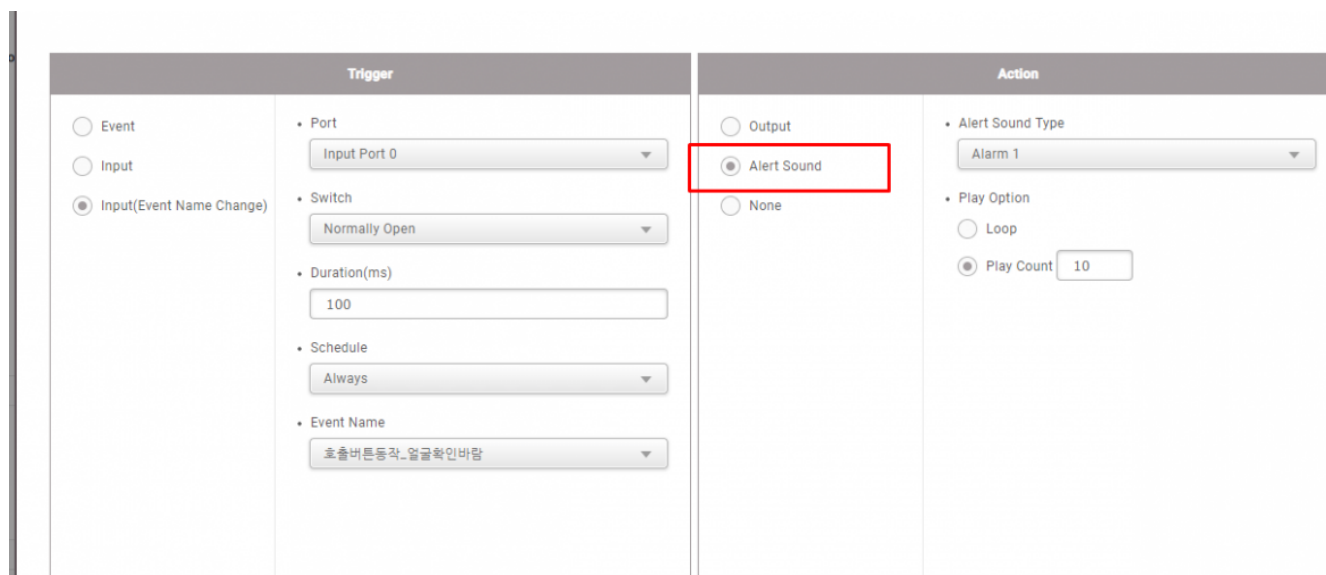 Trigger
Event
Input
Input(Event Name Change)
• Port
Input Port 0
• Switch
Normally Open
• Duration(ms)
100
• Schedule
Always
• Event Name
호출버튼동작_얼굴확인바람
Action
Output
Alert Sound
None
• Alert Sound Type
Alarm 1
• Play Option
Loop
Play Count 10